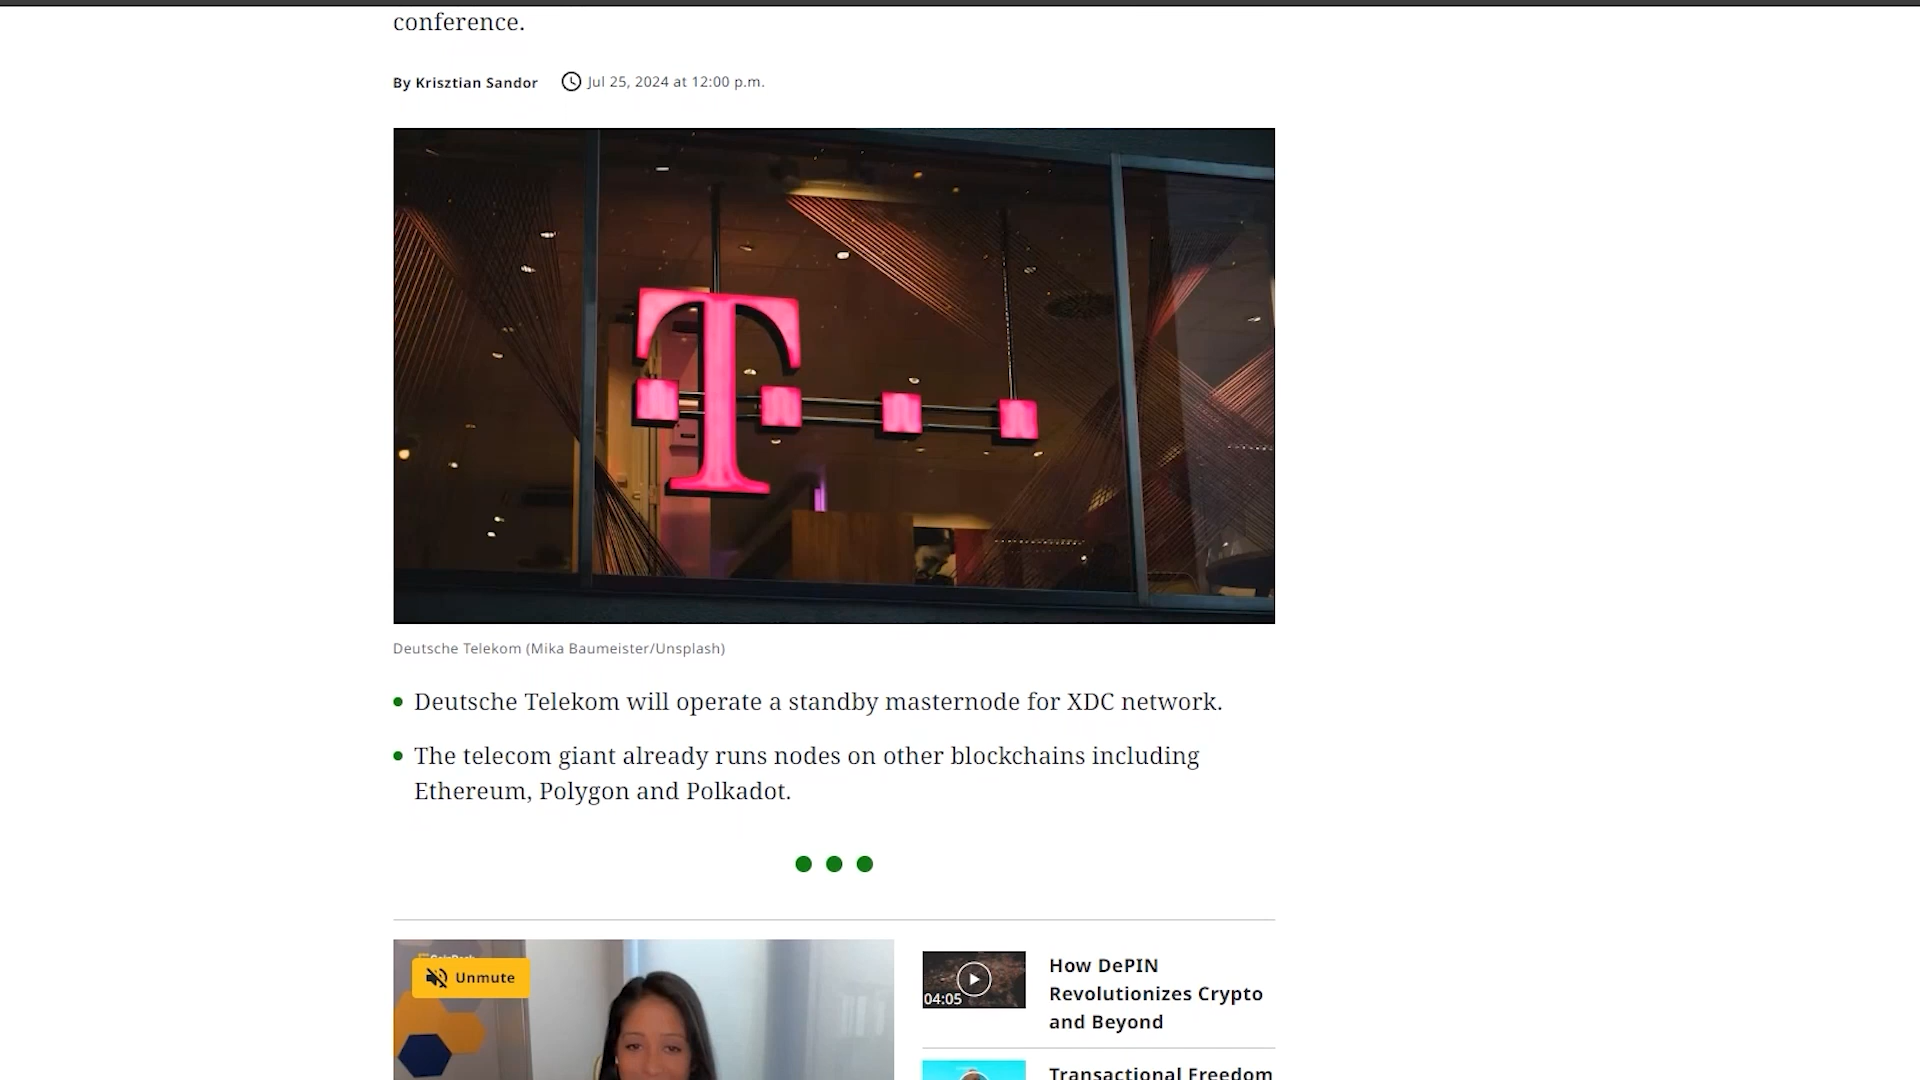 conference.
By Krisztian Sandor
Jul 25, 2024 at 12:00 p.m.
T
Deutsche Telekom (Mika Baumeister/Unsplash)
Deutsche Telekom will operate a standby masternode for XDC network.
The telecom giant already runs nodes on other blockchains including
Ethereum, Polygon and Polkadot.
Unmute
04:05
How DePIN
Revolutionizes Crypto
and Beyond
Transactional Freedom